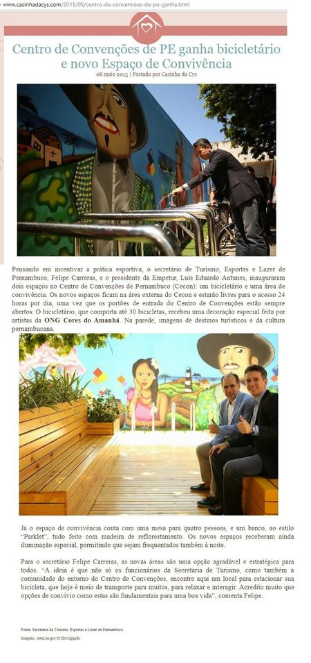 www.casinhadacys.com/2015/05/centro-de-convencoes-de-pe-ganha.html
Centro de Convenções de PE ganha bicicletário
e novo Espaço de Convivência
08 maio 2015 | Postado por Casinha da Cys
Pensando em incentivar a prática esportiva, o secretário de Turismo, Esportes e Lazer de
Pernambuco, Felipe Carreras, e o presidente da Empetur, Luis Eduardo Antunes, inauguraram
dois espaços no Centro de Convenções de Pernambuco (Cecon): um bicicletário e uma área de
convivência. Os novos espaços ficam na área externa do Cecon e estarão livres para o acesso 24
horas por dia, uma vez que os portões de entrada do Centro de Convenções estão sempre
abertos. O bicicletário, que comporta até 30 bicicletas, recebeu uma decoração especial feita por
artistas da ONG Cores do Amanhã. Na parede, imagens de destinos turísticos e da cultura
pernambucana.
Já o espaço de convivência conta com uma mesa para quatro pessoas, e um banco, ao estilo
"Parklet", tudo feito com madeira de reflorestamento. Os novos espaços receberam ainda
iluminação especial, permitindo que sejam frequentados também à noite.
Para o secretário Felipe Carreras, as novas áreas são uma opção agradável e estratégica para
todos. "A ideia é que não só os funcionários da Secretaria de Turismo, como também a
comunidade do entorno do Centro de Convenções, encontre aqui um local para estacionar sua
bicicleta, que hoje é meio de transporte para muitos, para relaxar e interagir. Acredito muito que
opções de convívio como estas são fundamentais para uma boa vida", comenta Felipe.
Fonte: Secretaria de Turismo, Esportes e Lazer de Pernambuco
Imagens: setur.pe.gov.br/Divulgação